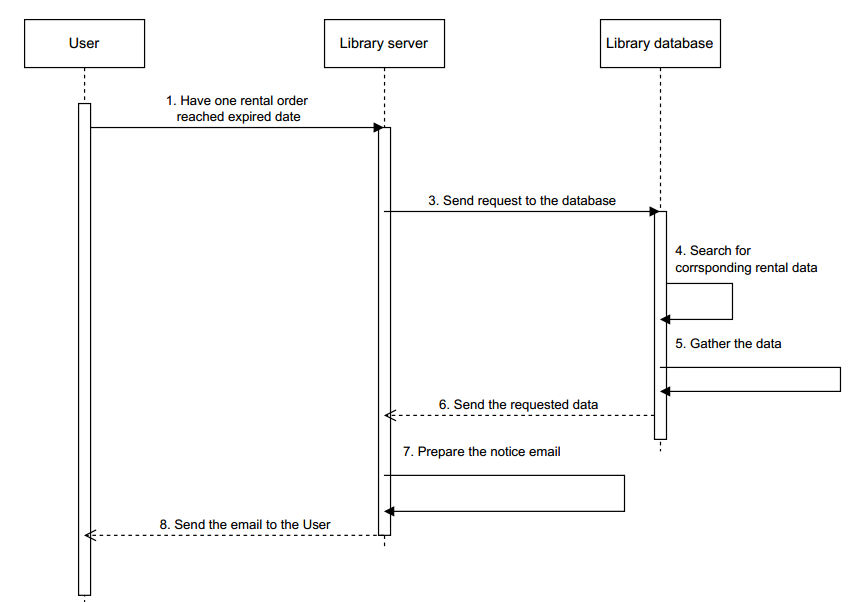 User
Library server
Library database
1. Have one rental order
reached expired date
3. Send request to the database
4. Search for
corrsponding rental data
5. Gather the data
6. Send the requested data
7. Prepare the notice email
8. Send the email to the User